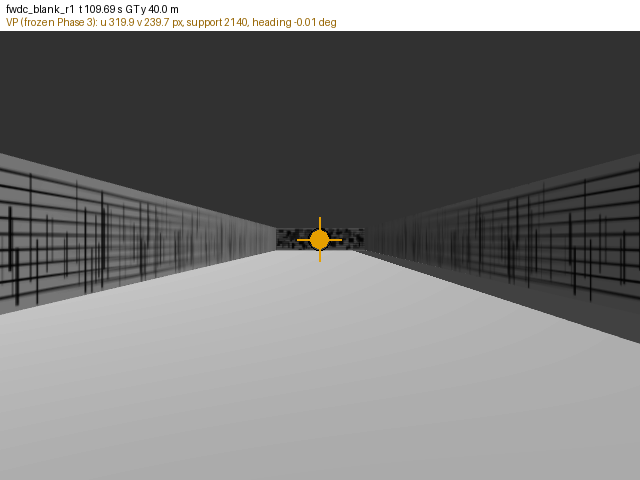 fwdc_blank_r1 t 109.69 s GT y 40.0 m
VP (frozen Phase 3): u 319.9 v 239.7 px, support 2140, heading -0.01 deg